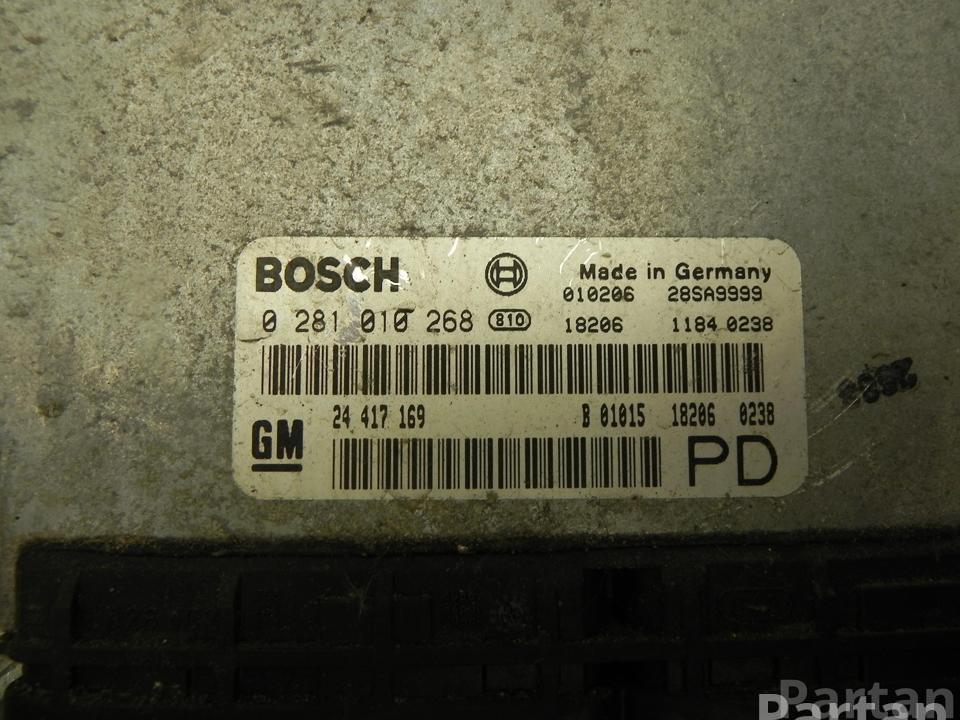 BOSCH Made in Germany
010206 28SA9999
0 281 010 268 810 18206 1184 0238
24 417 169 B 01015 18206 0238
GM PD
Partan
Partan